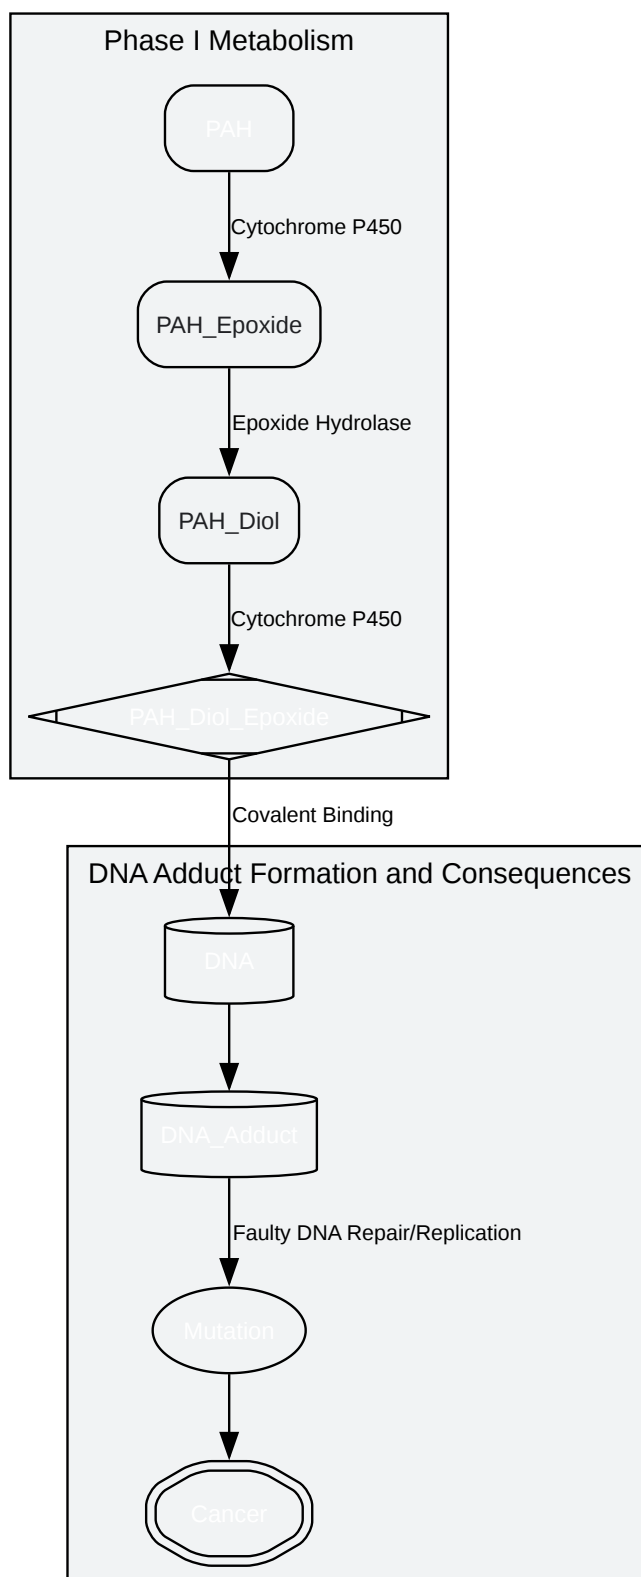 Phase I Metabolism
PAH
Cytochrome P450
PAH_Epoxide
Epoxide Hydrolase
PAH_Diol
Cytochrome P450
PAH_Diol_Epoxide
Covalent Binding
DNA Adduct Formation and Consequences
DNA
DNA_Adduct
Faulty DNA Repair/Replication
Mutation
Cancer